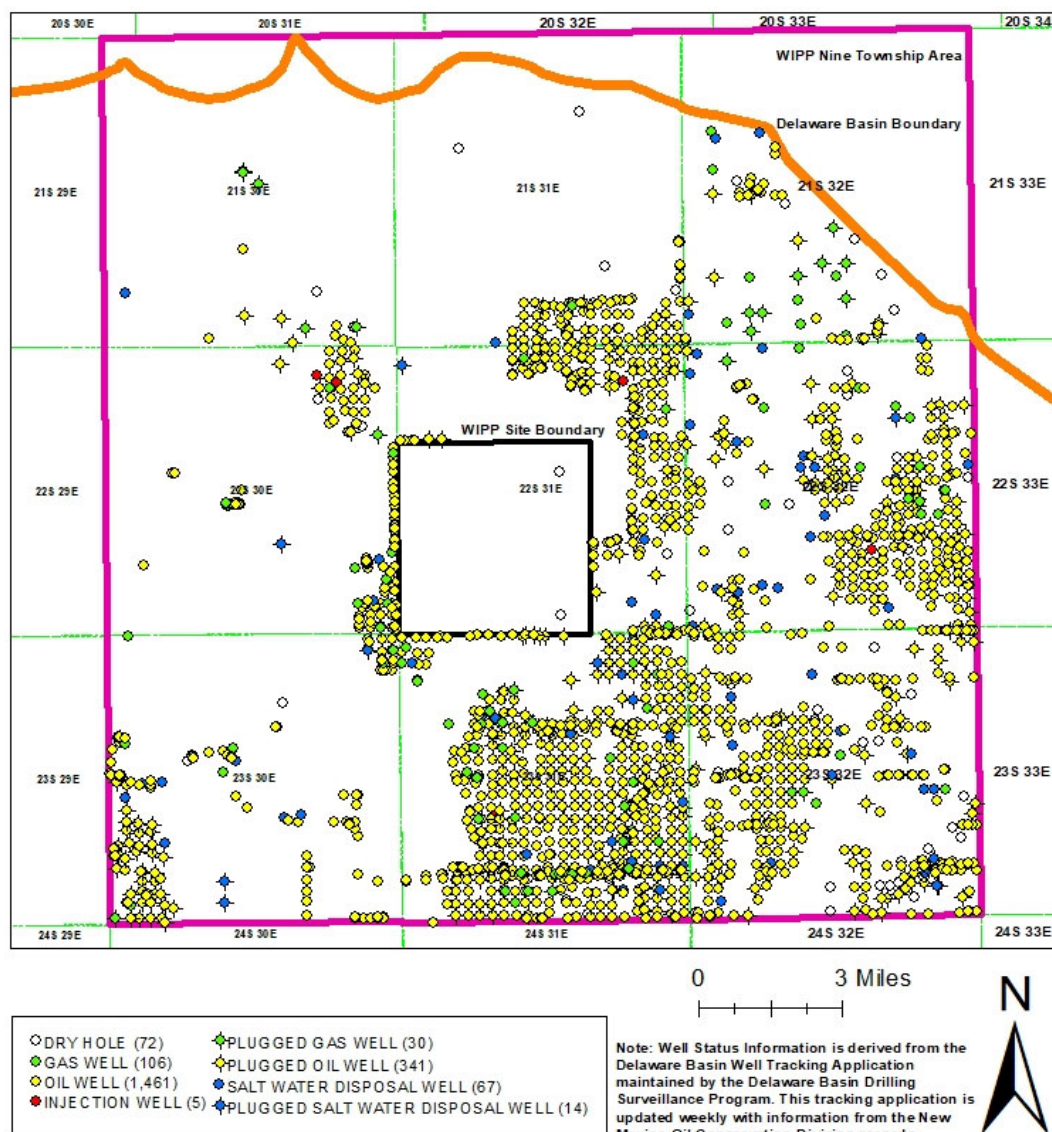 20S 30E
20S 31E
20S 32E
20S 33E
20S 34
WIPP Nine Township Area
Delaware Basin Boundary
21S 29E
21S 30E
21S 31E
21S 32E
21S 33E
WIPP Site Boundary
22S 29E
22S 30E
22S 31E
22S 32E
22S 33E
23S 29E
23S 30E
23S 31E
23S 32E
23S 33E
24S 29E
24S 30E
24S 31E
24S 32E
24S 33E
0 3 Miles
N
DRY HOLE (72)
GAS WELL (106)
OIL WELL (1,461)
INJECTION WELL (5)
PLUGGED GAS WELL (30)
PLUGGED OIL WELL (341)
SALT WATER DISPOSAL WELL (67)
PLUGGED SALT WATER DISPOSAL WELL (14)
Note: Well Status Information is derived from the
Delaware Basin Well Tracking Application
maintained by the Delaware Basin Drilling
Surveillance Program. This tracking application is
updated weekly with information from the New